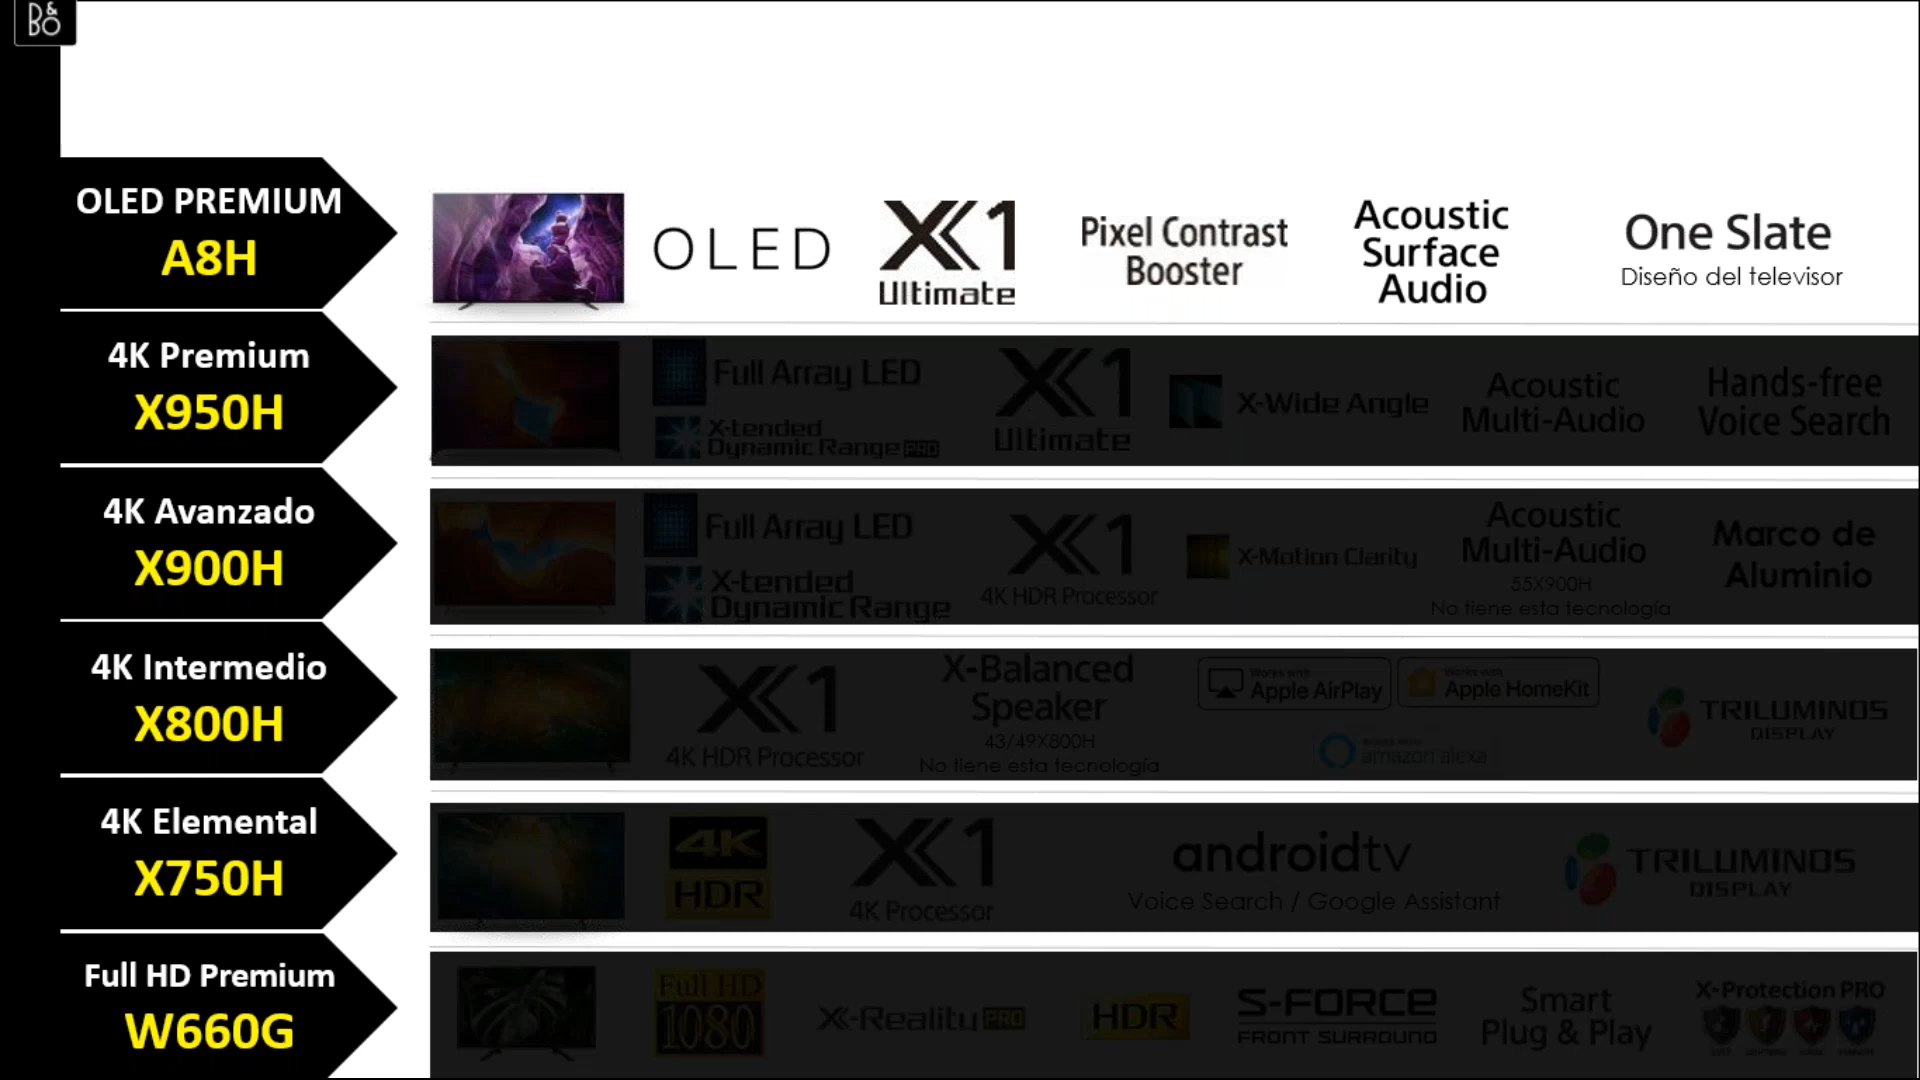 B&O
OLED PREMIUM
A8H
OLED
X1
Ultimate
Pixel Contrast
Booster
Acoustic
Surface
Audio
One Slate
Diseño del televisor
4K Premium
X950H
Full Array LED
X-tended
Dynamic Range PRO
X1
Ultimate
X-Wide Angle
Acoustic
Multi-Audio
Hands-free
Voice Search
4K Avanzado
X900H
Full Array LED
X-tended
Dynamic Range
X1
4K HDR Processor
X-Motion Clarity
Acoustic
Multi-Audio
55X900H
No tiene esta tecnología
Marco de
Aluminio
4K Intermedio
X800H
X1
4K HDR Processor
X-Balanced
Speaker
43/49X800H
No tiene esta tecnología
Works with
Apple AirPlay
Works with
Apple HomeKit
amazon alexa
TRILUMINOS
DISPLAY
4K Elemental
X750H
4K
HDR
X1
4K Processor
androidtv
Voice Search / Google Assistant
TRILUMINOS
DISPLAY
Full HD Premium
W660G
Full HD
1080
X-Reality PRO
HDR
S-FORCE
FRONT SURROUND
Smart
Plug & Play
X-Protection PRO